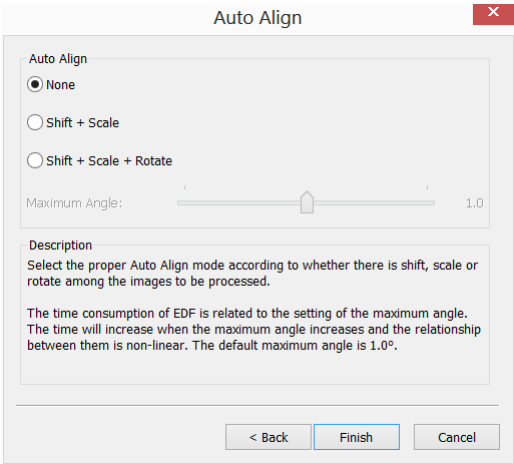 Auto Align
Auto Align
None
Shift + Scale
Shift + Scale + Rotate
Maximum Angle: 1.0
Description
Select the proper Auto Align mode according to whether there is shift, scale or
rotate among the images to be processed.
The time consumption of EDF is related to the setting of the maximum angle.
The time will increase when the maximum angle increases and the relationship
between them is non-linear. The default maximum angle is 1.0º.
< Back Finish Cancel